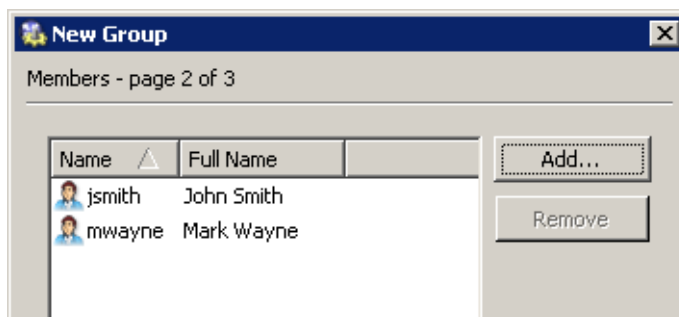 New Group
Members - page 2 of 3
Name Full Name
Add...
jsmith John Smith
Remove
mwayne Mark Wayne